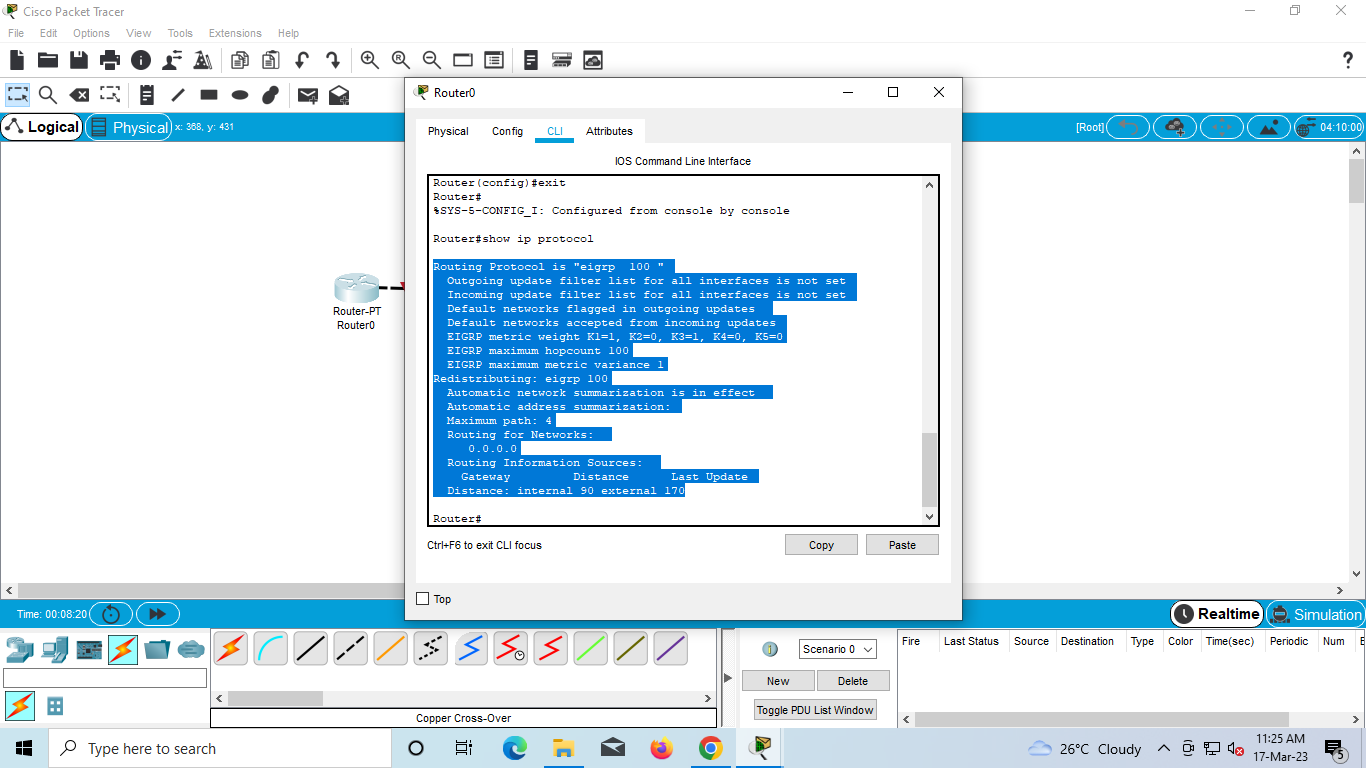 Cisco Packet Tracer
File Edit Options View Tools Extensions Help
?
Logical Physical x: 368, y: 431 [Root] 04:10:00
Routing-PT
Router0
Router0
Physical Config CLI Attributes
IOS Command Line Interface
Router(config)#exit
Router#
%SYS-5-CONFIG_I: Configured from console by console
Router#show ip protocol
Routing Protocol is "eigrp  100 "
Outgoing update filter list for all interfaces is not set
Incoming update filter list for all interfaces is not set
Default networks flagged in outgoing updates
Default networks accepted from incoming updates
EIGRP metric weight K1=1, K2=0, K3=1, K4=0, K5=0
EIGRP maximum hopcount 100
EIGRP maximum metric variance 1
Redistributing: eigrp 100
Automatic network summarization is in effect
Automatic address summarization:
Maximum path: 4
Routing for Networks:
0.0.0.0
Routing Information Sources:
Gateway Distance Last Update
Distance: internal 90 external 170
Router#
Ctrl+F6 to exit CLI focus Copy Paste
Top
Time: 00:08:20 Realtime Simulation
Scenario 0
New Delete
Toggle PDU List Window
Fire Last Status Source Destination Type Color Time(sec) Periodic Num E
Copper Cross-Over
Type here to search
26°C Cloudy
11:25 AM
17-Mar-23
5